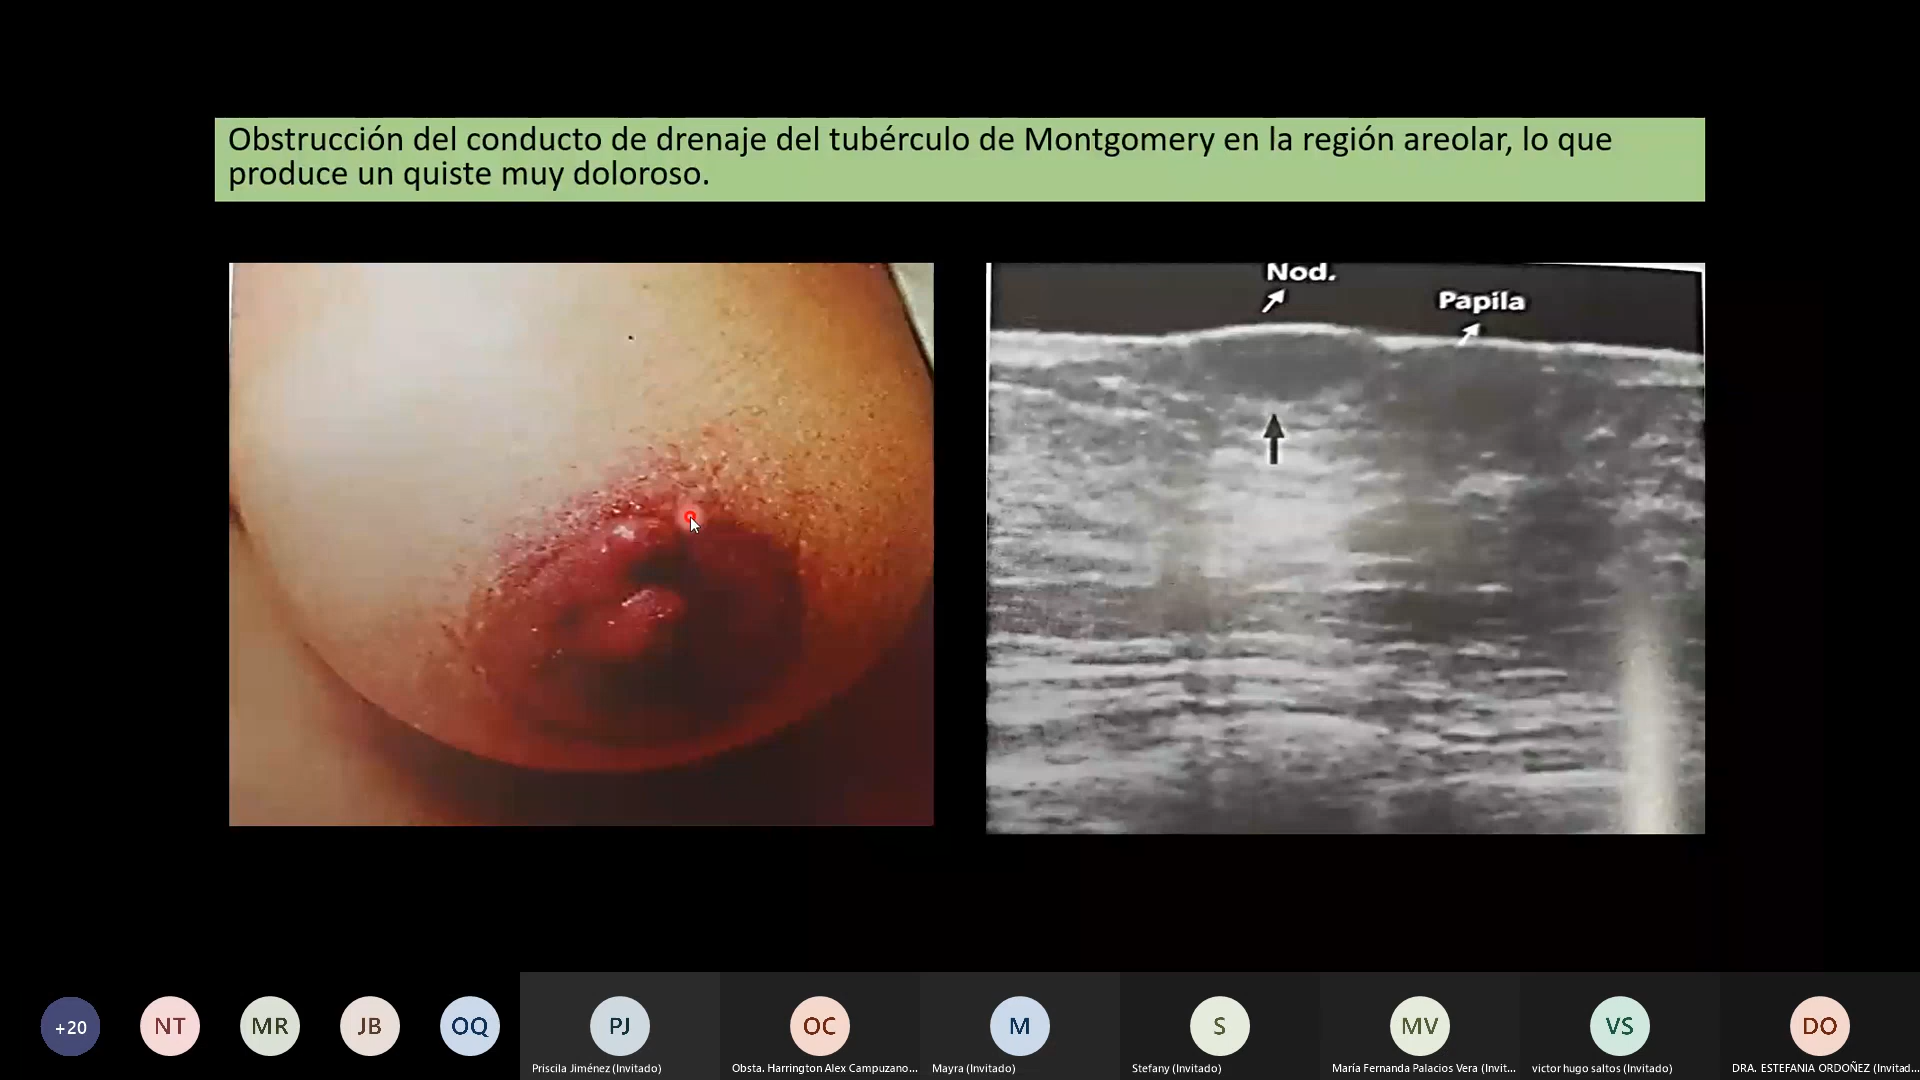 Obstrucción del conducto de drenaje del tubérculo de Montgomery en la región areolar, lo que
produce un quiste muy doloroso.
Nod.
Papila
+20
NT
MR
JB
OQ
PJ
OC
M
S
MV
VS
DO
Priscila Jiménez (Invitado)
Obsta. Harrington Alex Campuzano...
Mayra (Invitado)
Stefany (Invitado)
María Fernanda Palacios Vera (Invit...
victor hugo saltos (Invitado)
DRA. ESTEFANIA ORDOÑEZ (Invitad...